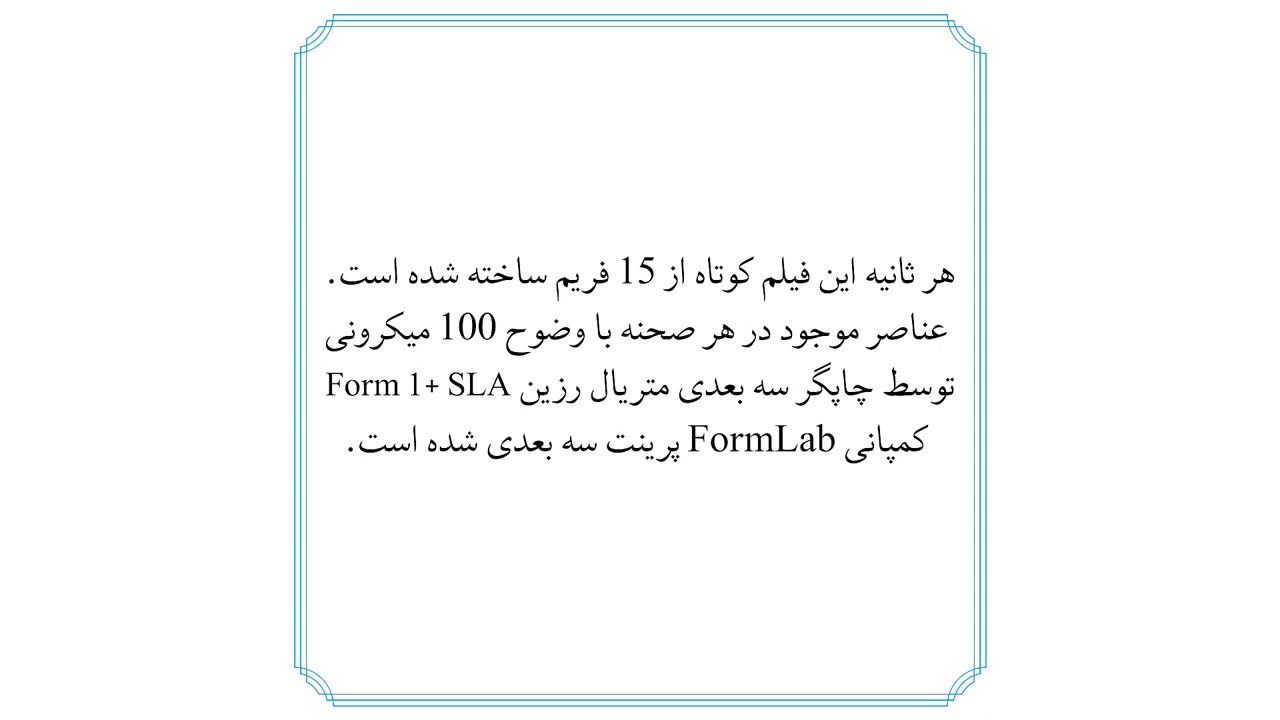 هر ثانیه این فیلم کوتاه از 15 فریم ساخته شده است.
عناصر موجود در هر صحنه با وضوح 100 میکرونی
توسط چاپگر سه بعدی متریال رزین Form 1+ SLA
کمپانی FormLab پرینت سه بعدی شده است.